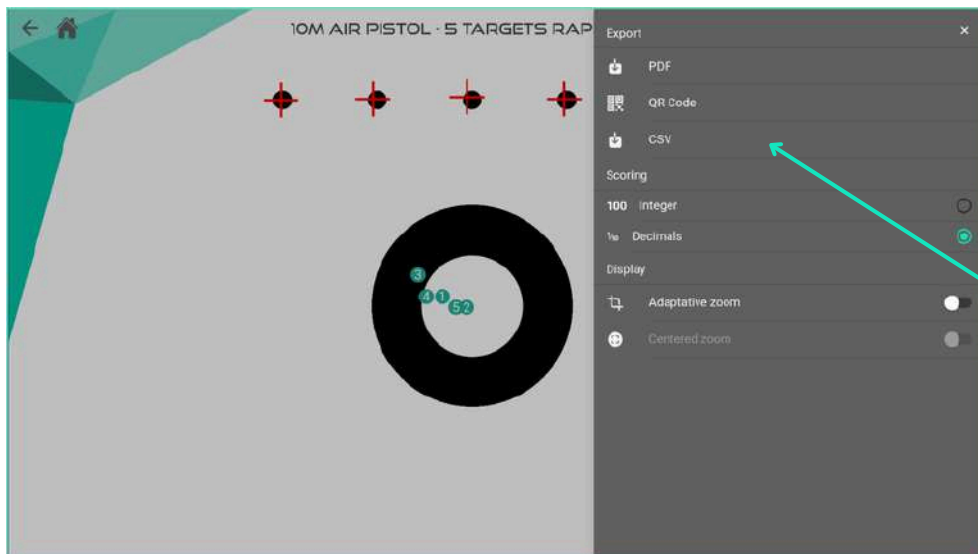 10M AIR PISTOL · 5 TARGETS RAP
Export
PDF
QR Code
CSV
Scoring
100 Integer
1/10 Decimals
Display
Adaptative zoom
Centered zoom
3
4 1
5 2